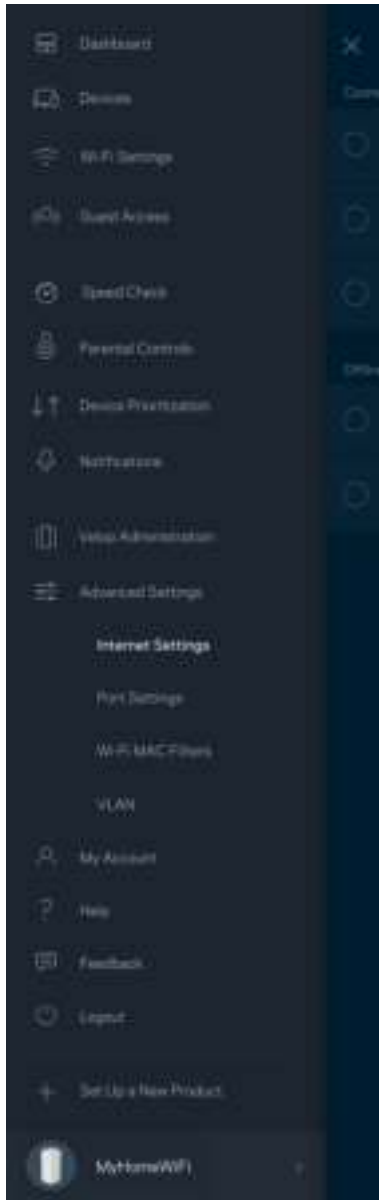 Dashboard
Devices
Wi-Fi Settings
Guest Access
Speed Check
Parental Controls
Device Prioritization
Notifications
Velop Administration
Advanced Settings
Internet Settings
Port Settings
Wi-Fi MAC Filters
VLAN
My Account
Help
Feedback
Logout
Set Up a New Product
MyHomeWiFi